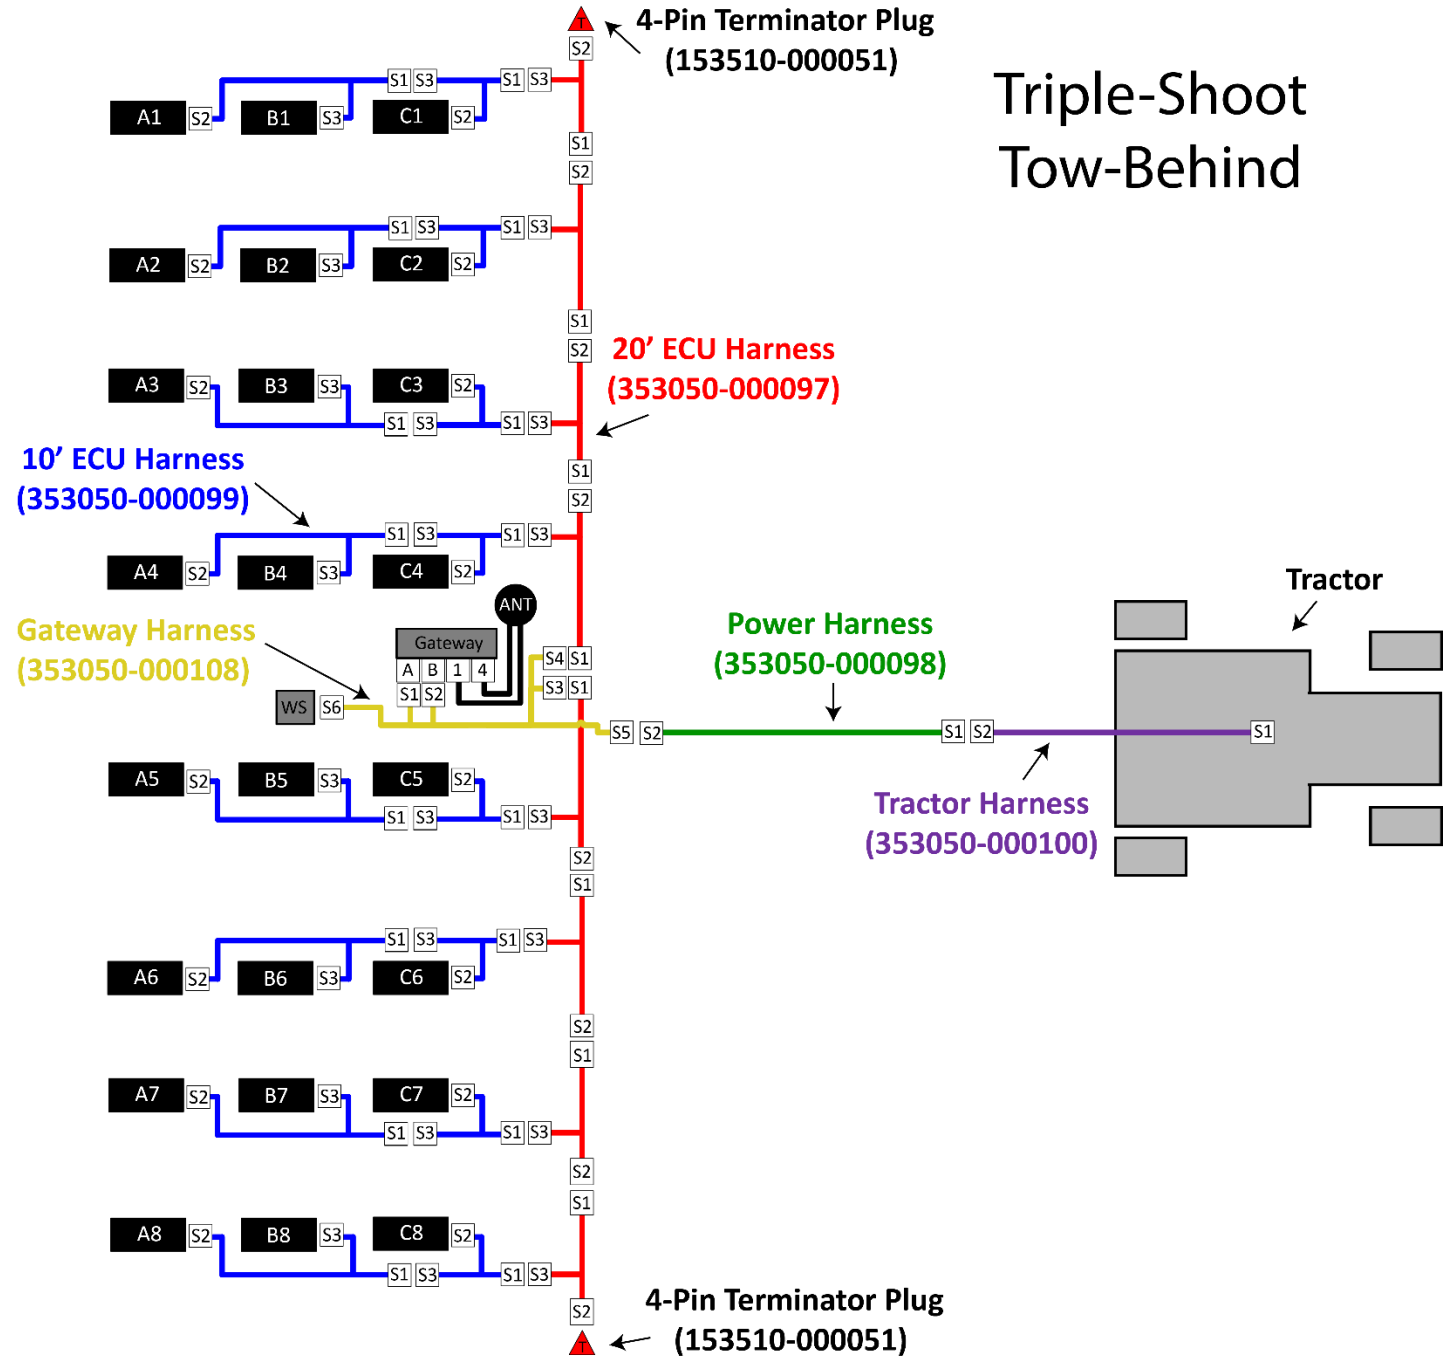 T
4-Pin Terminator Plug
(153510-000051)
Triple-Shoot
Tow-Behind
S2
S1 S3 S1 S3
A1 S2 B1 S3 C1 S2
S1
S2
S1 S3 S1 S3
A2 S2 B2 S3 C2 S2
S1
S2
20’ ECU Harness
(353050-000097)
A3 S2 B3 S3 C3 S2
S1 S3 S1 S3
10’ ECU Harness
(353050-000099)
S1
S2
S1 S3 S1 S3
A4 S2 B4 S3 C4 S2
ANT
Tractor
Gateway Harness
(353050-000108)
Gateway
A B 1 4
S1 S2
S4 S1
S3 S1
WS S6
Power Harness
(353050-000098)
S5 S2 S1 S2 S1
Tractor Harness
(353050-000100)
A5 S2 B5 S3 C5 S2
S1 S3 S1 S3
S2
S1
S1 S3 S1 S3
A6 S2 B6 S3 C6 S2
S2
S1
A7 S2 B7 S3 C7 S2
S1 S3 S1 S3
S2
S1
A8 S2 B8 S3 C8 S2
S1 S3 S1 S3
S2
T
4-Pin Terminator Plug
(153510-000051)